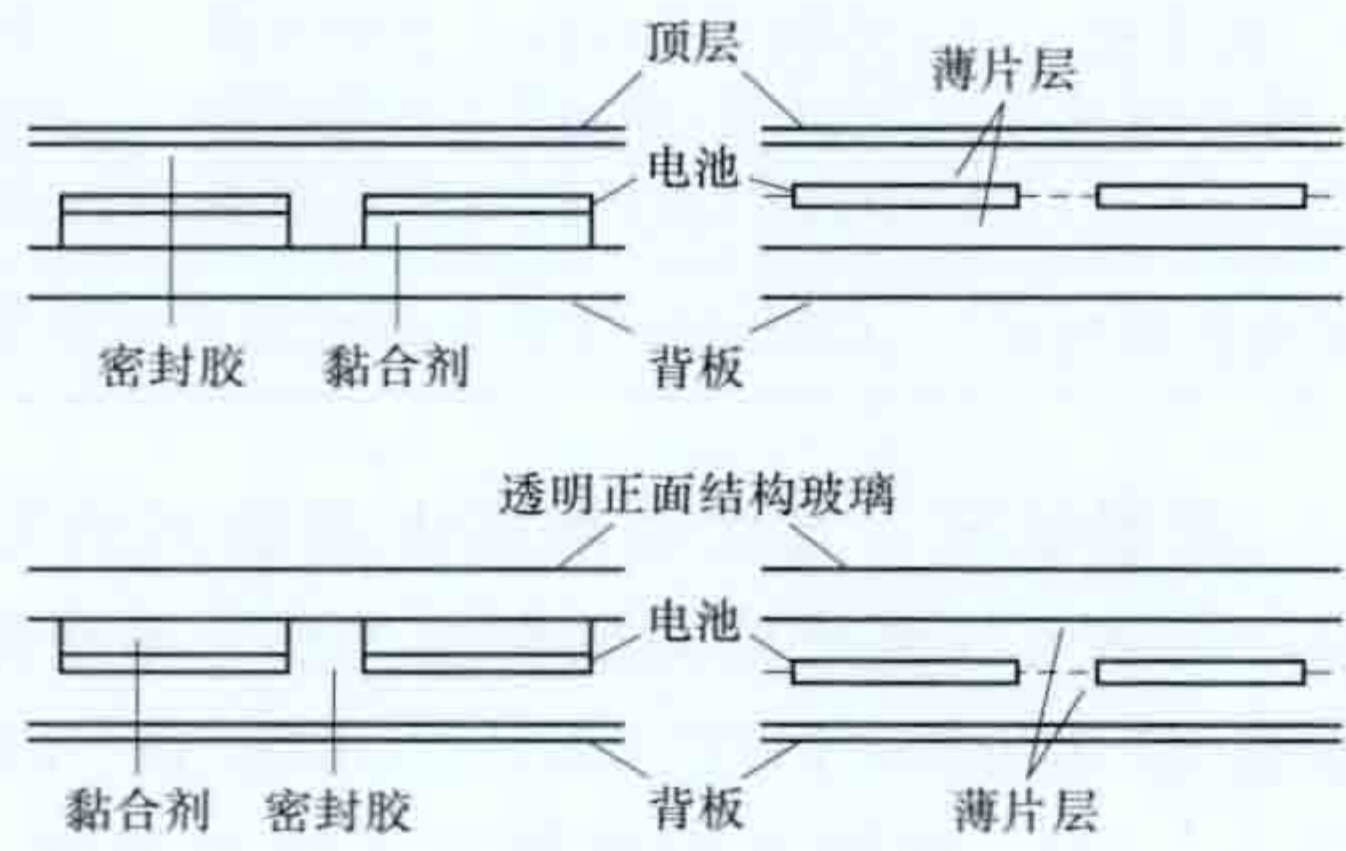 顶层
薄片层
电池
密封胶 黏合剂 背板
透明正面结构玻璃
电池
黏合剂 密封胶 背板 薄片层